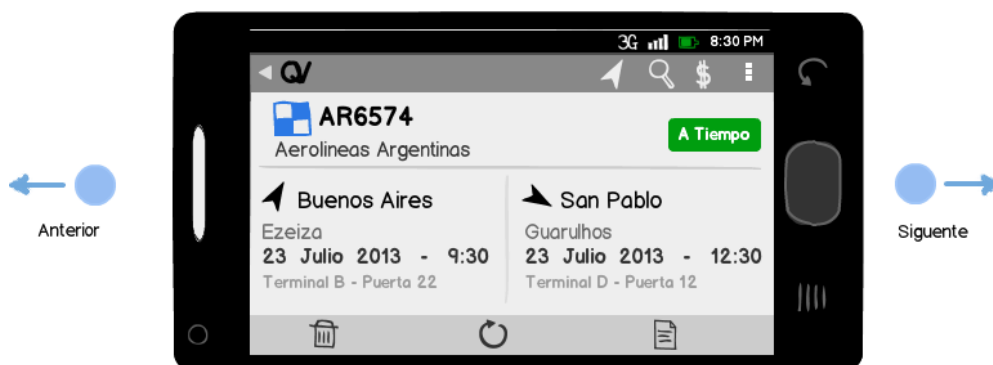 3G 8:30 PM
QV $
AR6574
Aerolineas Argentinas
A Tiempo
Buenos Aires
Ezeiza
23 Julio 2013 - 9:30
Terminal B - Puerta 22
San Pablo
Guarulhos
23 Julio 2013 - 12:30
Terminal D - Puerta 12
Anterior
Siguente